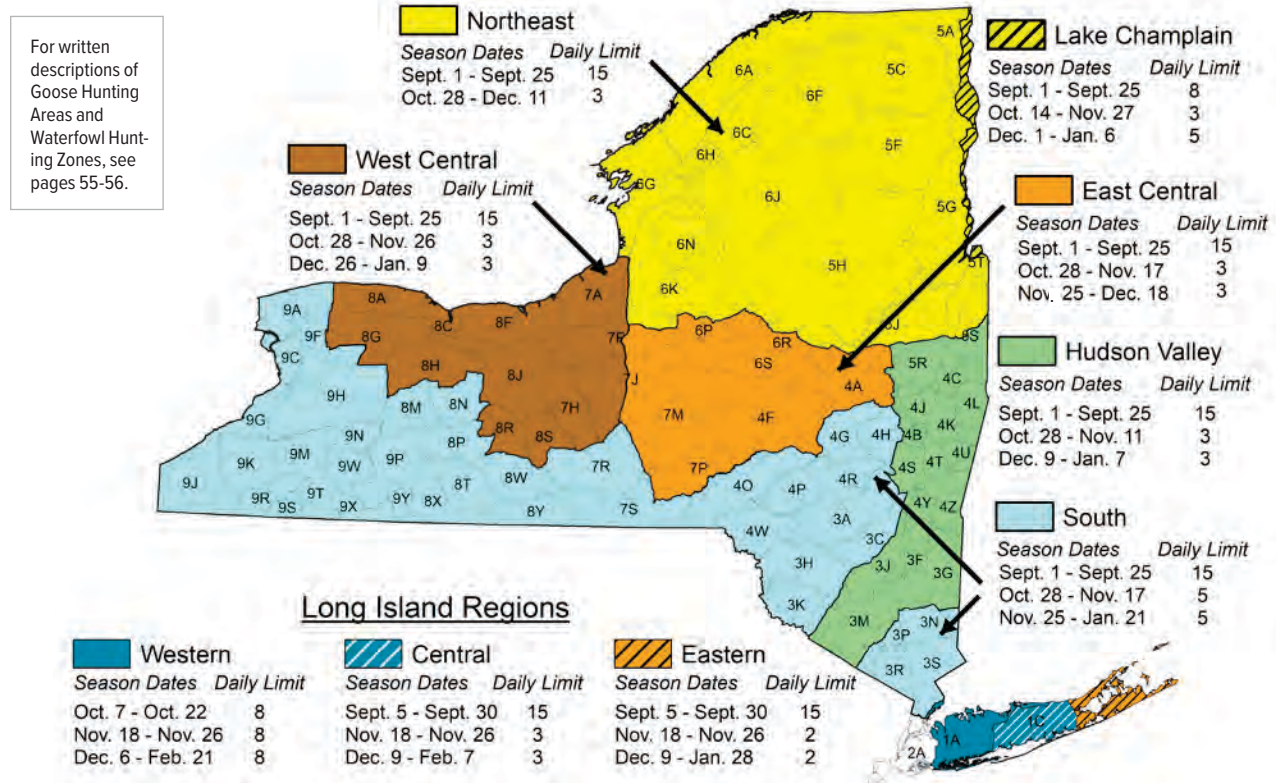 For written
descriptions of
Goose Hunting
Areas and
Waterfowl Hunt-
ing Zones, see
pages 55-56.
Northeast
Season Dates Daily Limit
Sept. 1 - Sept. 25 15
Oct. 28 - Dec. 11 3
Lake Champlain
Season Dates Daily Limit
Sept. 1 - Sept. 25 8
Oct. 14 - Nov. 27 3
Dec. 1 - Jan. 6 5
West Central
Season Dates Daily Limit
Sept. 1 - Sept. 25 15
Oct. 28 - Nov. 26 3
Dec. 26 - Jan. 9 3
East Central
Season Dates Daily Limit
Sept. 1 - Sept. 25 15
Oct. 28 - Nov. 17 3
Nov. 25 - Dec. 18 3
Hudson Valley
Season Dates Daily Limit
Sept. 1 - Sept. 25 15
Oct. 28 - Nov. 11 3
Dec. 9 - Jan. 7 3
South
Season Dates Daily Limit
Sept. 1 - Sept. 25 15
Oct. 28 - Nov. 17 5
Nov. 25 - Jan. 21 5
5A
6A
5C
6F
6C
5F
6H
6G
6J
5G
6N
5H
5T
6K
9A
8A
7A
8C
8F
9F
8G
7F
6P
6R
5J
8S
9C
8H
6S
5R
8J
7J
4A
4C
9H
8M
8N
7H
7M
4F
4J
4L
9G
8R
8S
4G
4H
4B
4K
9N
8P
9M
9K
9W
9P
7R
7P
4S
4T
4U
9J
8T
8W
4O
4P
4R
9R
9S
9T
9X
9Y
8X
8Y
7S
3A
4Y
4Z
4W
3C
3H
3J
3F
3G
3K
3M
3P
3N
3R
3S
2A
1A
1C
Long Island Regions
Western
Season Dates Daily Limit
Oct. 7 - Oct. 22 8
Nov. 18 - Nov. 26 8
Dec. 6 - Feb. 21 8
Central
Season Dates Daily Limit
Sept. 5 - Sept. 30 15
Nov. 18 - Nov. 26 3
Dec. 9 - Feb. 7 3
Eastern
Season Dates Daily Limit
Sept. 5 - Sept. 30 15
Nov. 18 - Nov. 26 2
Dec. 9 - Jan. 28 2